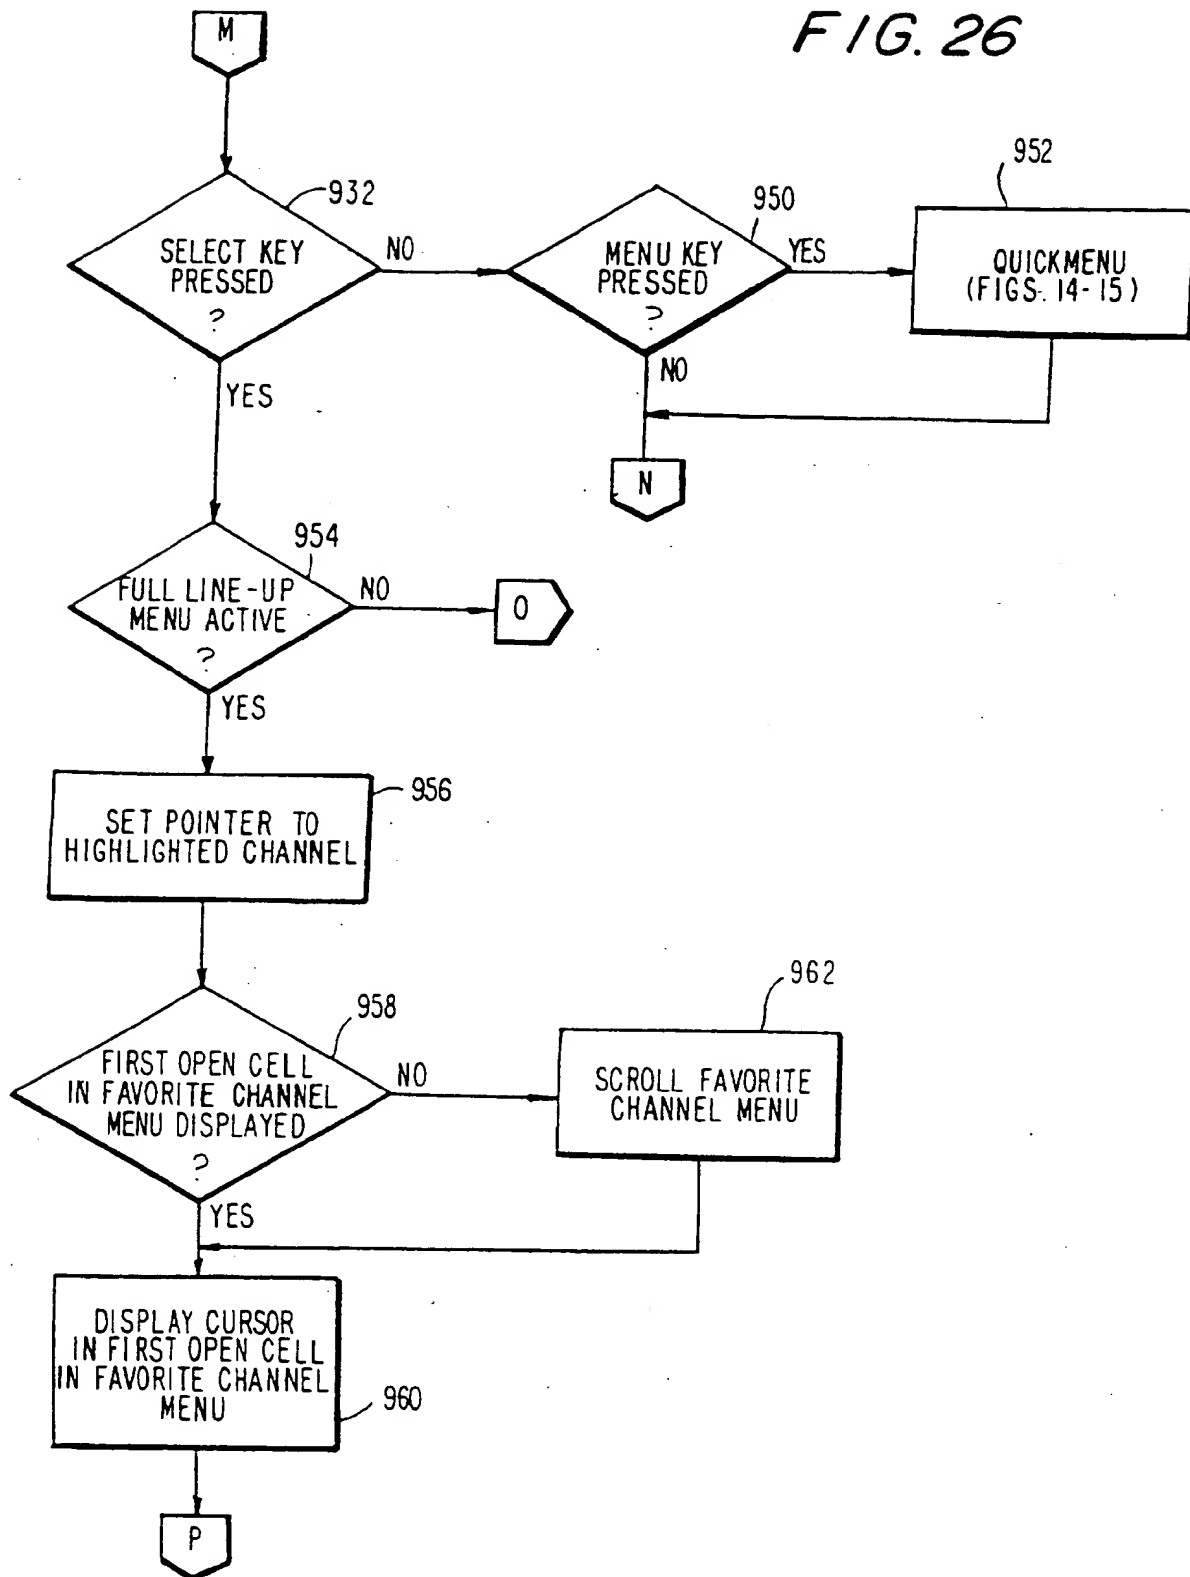 FIG. 26
M
932
SELECT KEY
PRESSED
?
NO
YES
950
MENU KEY
PRESSED
?
YES
NO
952
QUICKMENU
(FIGS. 14-15)
N
954
FULL LINE-UP
MENU ACTIVE
?
NO
O
YES
956
SET POINTER TO
HIGHLIGHTED CHANNEL
958
FIRST OPEN CELL
IN FAVORITE CHANNEL
MENU DISPLAYED
?
NO
962
SCROLL FAVORITE
CHANNEL MENU
YES
DISPLAY CURSOR
IN FIRST OPEN CELL
IN FAVORITE CHANNEL
MENU
960
P